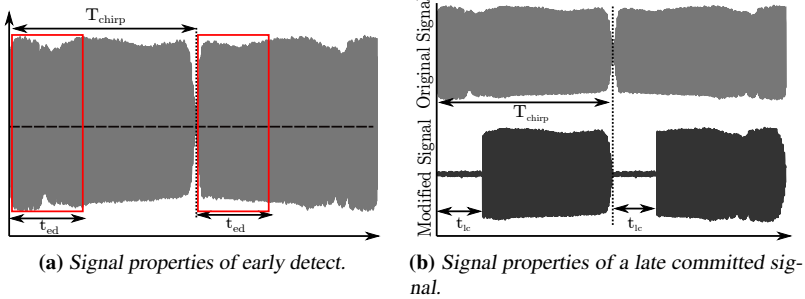 T_chirp
t_ed
t_ed
(a) Signal properties of early detect.
Original Signal
T_chirp
Modified Signal
t_lc
t_lc
(b) Signal properties of a late committed sig-
nal.